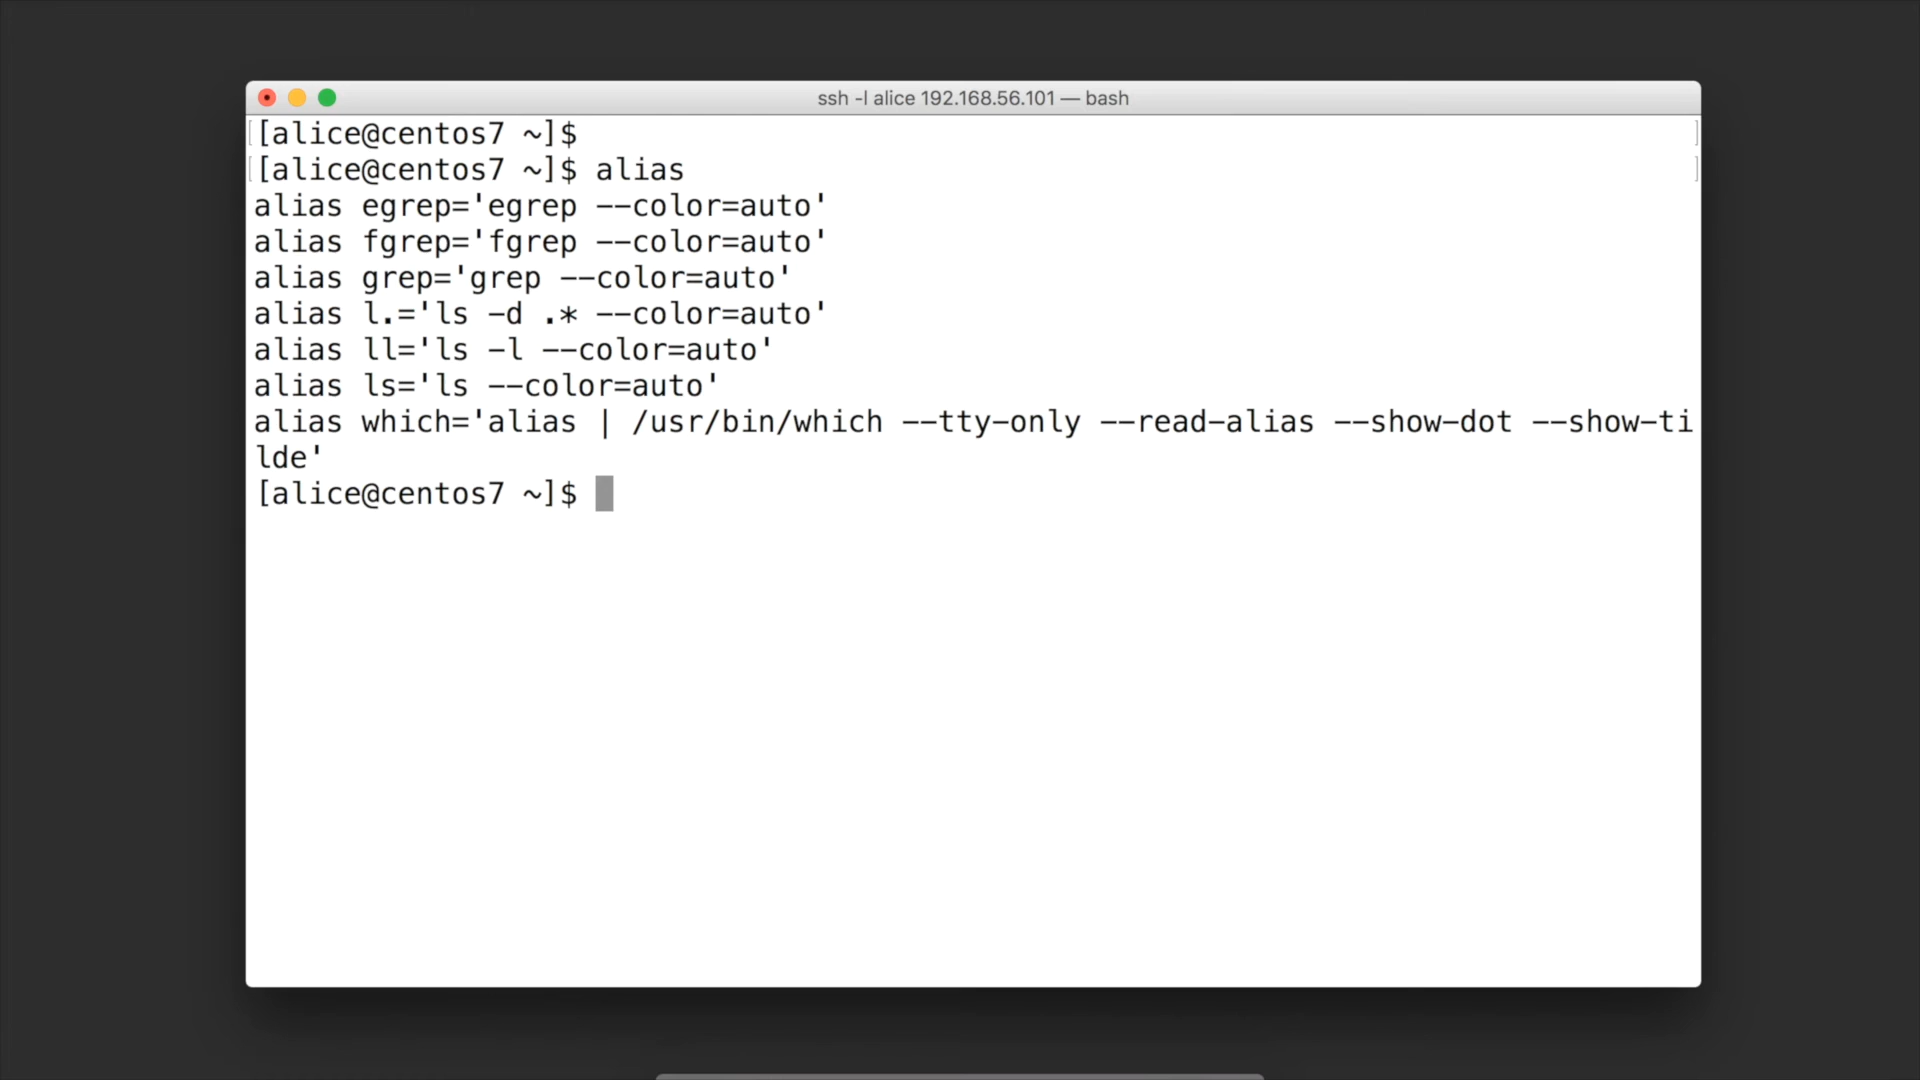 ssh -l alice 192.168.56.101 — bash
[alice@centos7 ~]$
[alice@centos7 ~]$ alias
alias egrep='egrep --color=auto'
alias fgrep='fgrep --color=auto'
alias grep='grep --color=auto'
alias l.='ls -d .* --color=auto'
alias ll='ls -l --color=auto'
alias ls='ls --color=auto'
alias which='alias | /usr/bin/which --tty-only --read-alias --show-dot --show-ti
lde'
[alice@centos7 ~]$